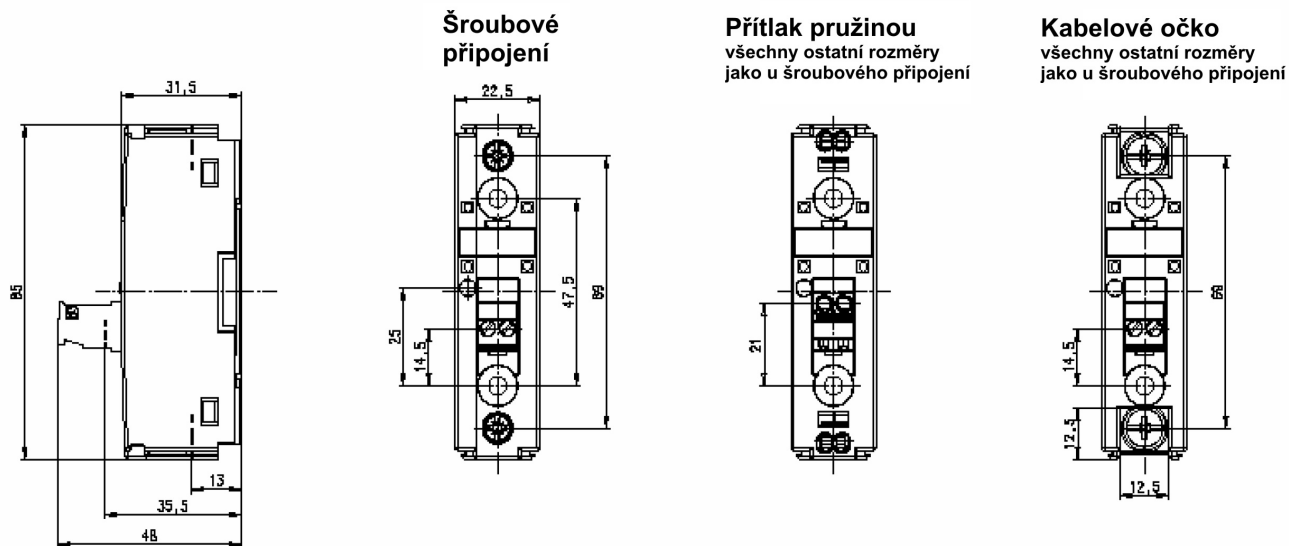 Šroubové
připojení
Přítlak pružinou
všechny ostatní rozměry
jako u šroubového připojení
Kabelové očko
všechny ostatní rozměry
jako u šroubového připojení
31,5
22,5
85
25
14,5
47,5
69
21
69
14,5
12,5
12,5
13
35,5
48